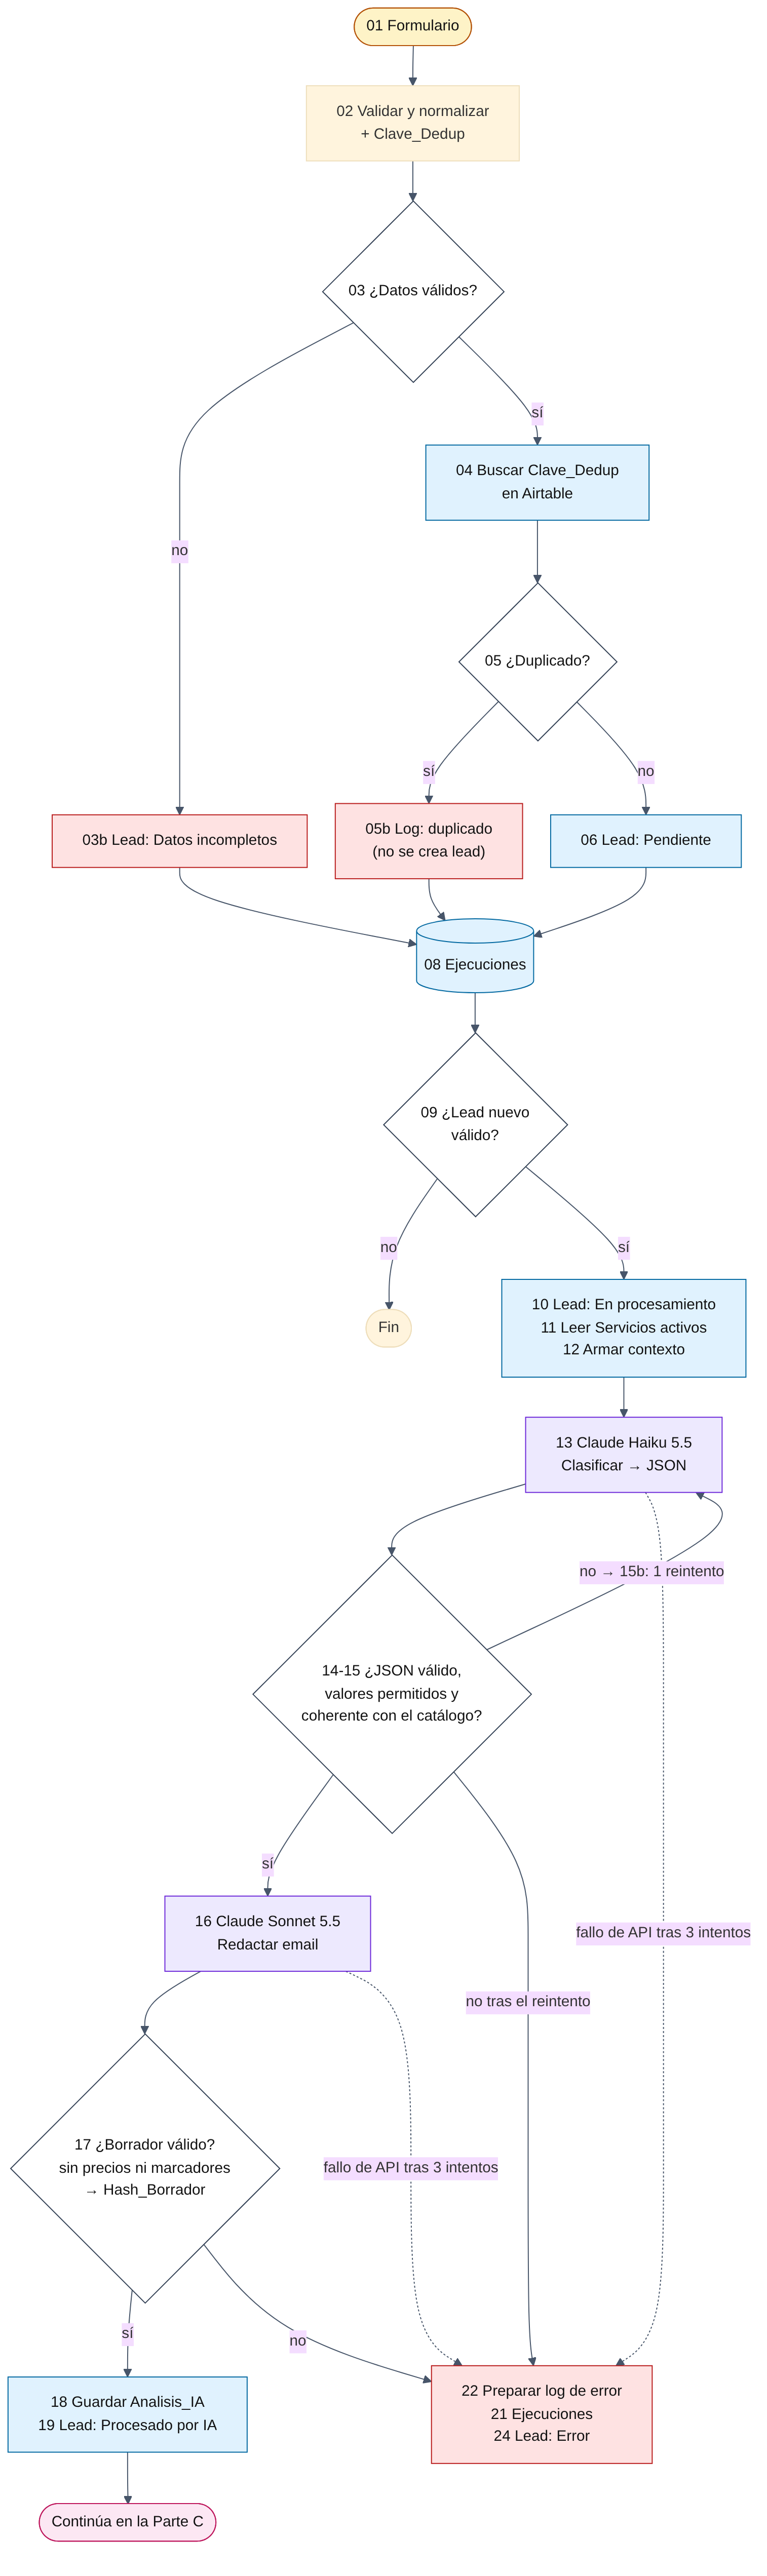 01 Formulario
02 Validar y normalizar
+ Clave_Dedup
03 ¿Datos válidos?
sí
04 Buscar Clave_Dedup
en Airtable
no
05 ¿Duplicado?
sí
no
03b Lead: Datos incompletos
05b Log: duplicado
(no se crea lead)
06 Lead: Pendiente
08 Ejecuciones
09 ¿Lead nuevo
válido?
no
sí
Fin
10 Lead: En procesamiento
11 Leer Servicios activos
12 Armar contexto
13 Claude Haiku 5.5
Clasificar → JSON
no → 15b: 1 reintento
14-15 ¿JSON válido,
valores permitidos y
coherente con el catálogo?
sí
16 Claude Sonnet 5.5
Redactar email
fallo de API tras 3 intentos
no tras el reintento
17 ¿Borrador válido?
sin precios ni marcadores
→ Hash_Borrador
fallo de API tras 3 intentos
sí
no
18 Guardar Analisis_IA
19 Lead: Procesado por IA
22 Preparar log de error
21 Ejecuciones
24 Lead: Error
Continúa en la Parte C